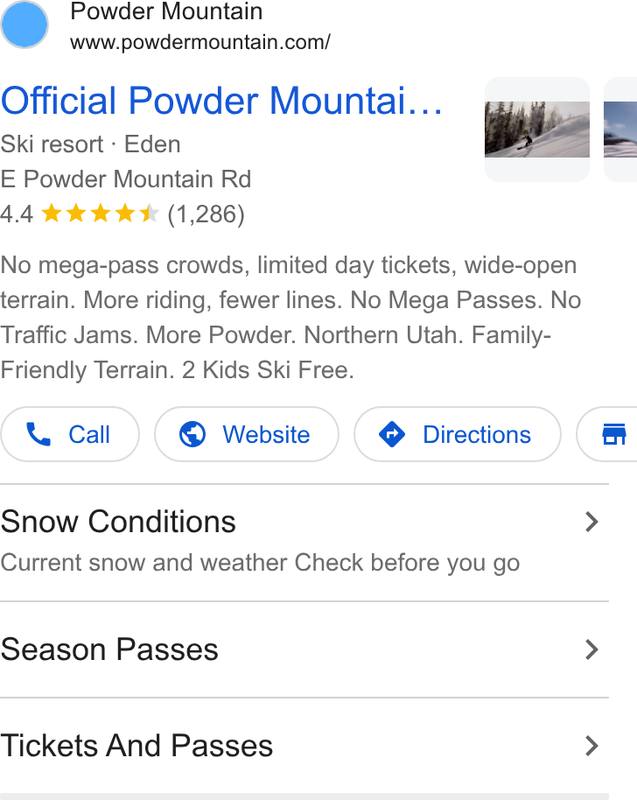 Powder Mountain
www.powdermountain.com/
Official Powder Mountai...
Ski resort · Eden
E Powder Mountain Rd
4.4 (1,286)
No mega-pass crowds, limited day tickets, wide-open
terrain. More riding, fewer lines. No Mega Passes. No
Traffic Jams. More Powder. Northern Utah. Family-
Friendly Terrain. 2 Kids Ski Free.
Call Website Directions
Snow Conditions
Current snow and weather Check before you go
Season Passes
Tickets And Passes